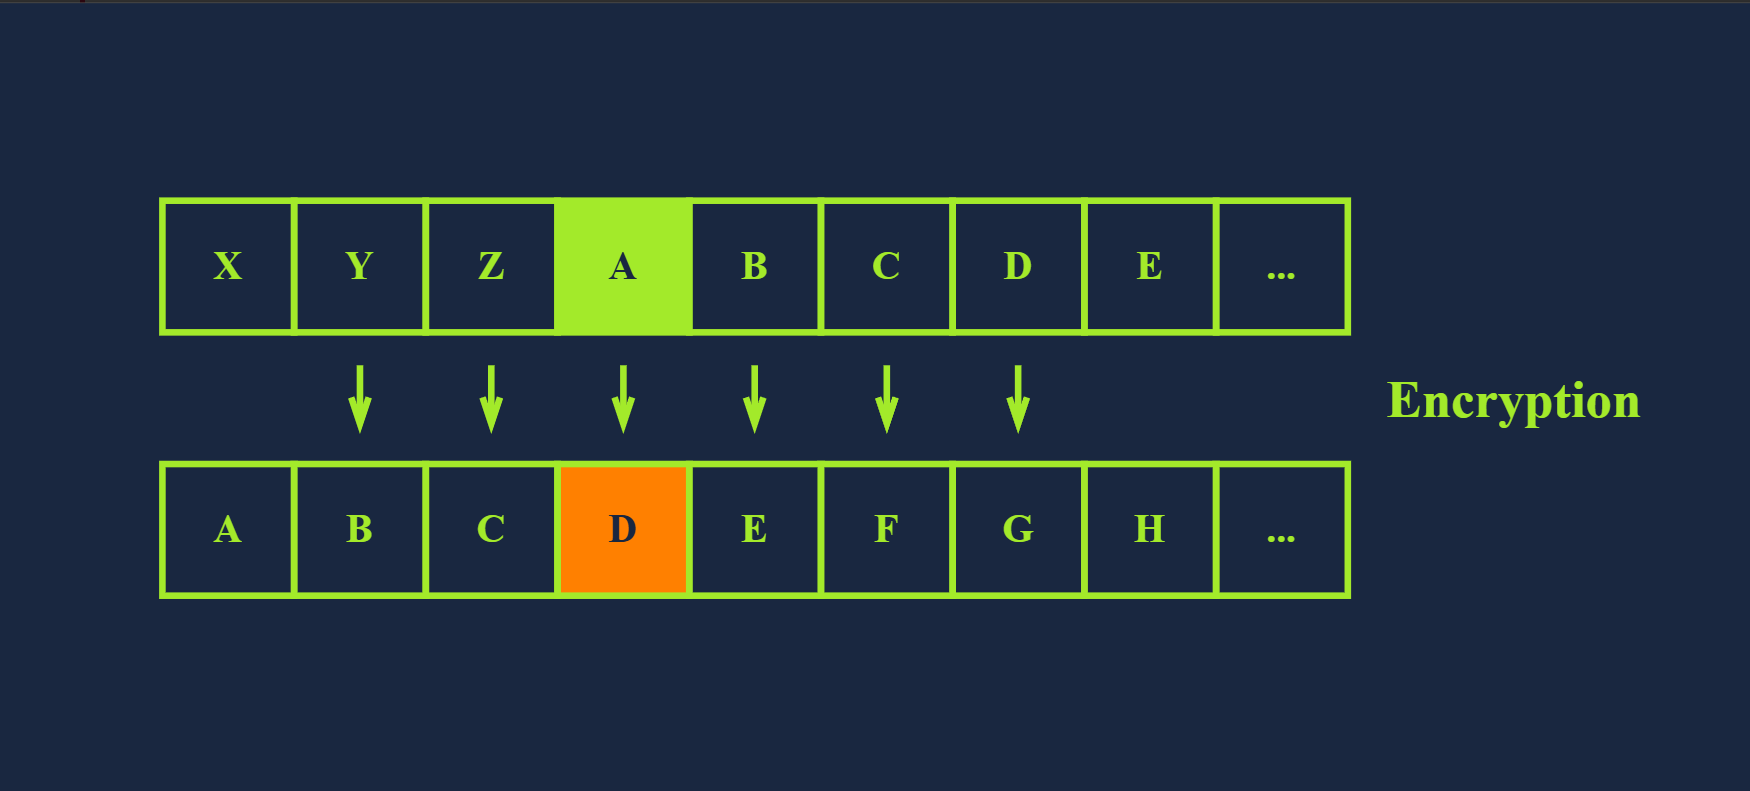 X Y Z A B C D E ...
Encryption
A B C D E F G H ...